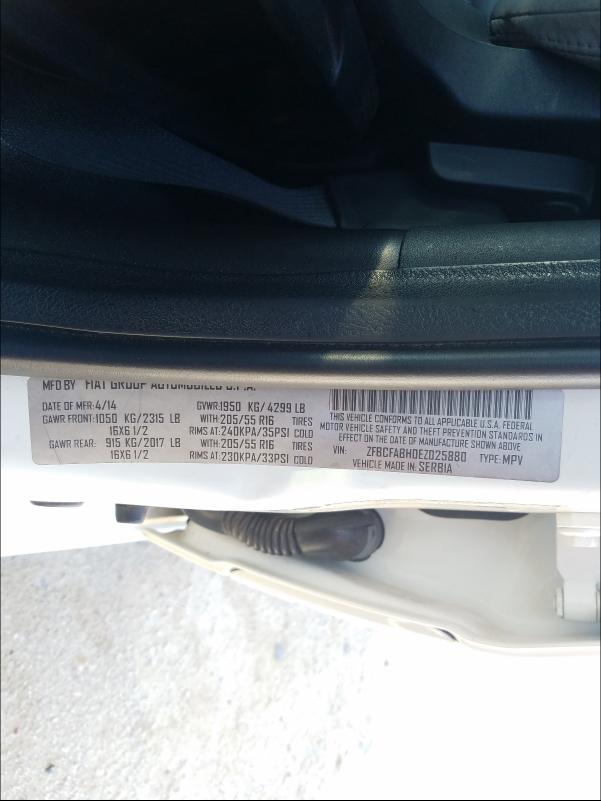 MFD BY FIAT GROUP AUTOMOBILES S.P.A.
DATE OF MFR:4/14 GVWR:1950 KG/4299 LB
GAWR FRONT:1050 KG/2315 LB WITH:205/55 R16 TIRES
16X6 1/2 RIMS AT:240KPA/35PSI COLD
GAWR REAR: 915 KG/2017 LB WITH:205/55 R16 TIRES
16X6 1/2 RIMS AT:230KPA/33PSI COLD
THIS VEHICLE CONFORMS TO ALL APPLICABLE U.S.A. FEDERAL
MOTOR VEHICLE SAFETY AND THEFT PREVENTION STANDARDS IN
EFFECT ON THE DATE OF MANUFACTURE SHOWN ABOVE
VIN: ZFBCFABH0EZ025880 TYPE: MPV
VEHICLE MADE IN: SERBIA